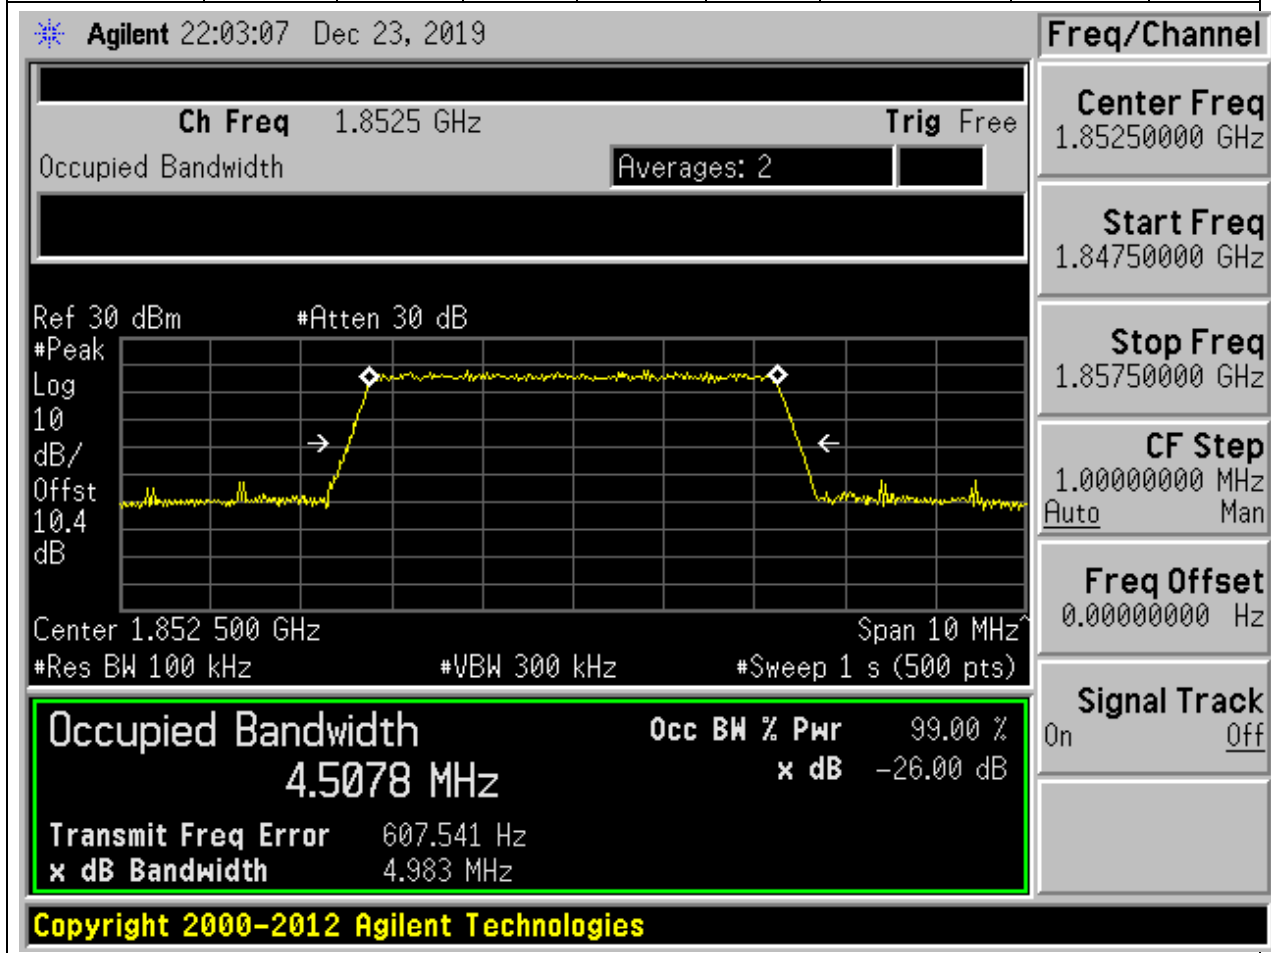 Agilent 22:03:07 Dec 23, 2019
Freq/Channel
Ch Freq 1.8525 GHz Trig Free
Occupied Bandwidth Averages: 2
Center Freq
1.85250000 GHz
Start Freq
1.84750000 GHz
Stop Freq
1.85750000 GHz
CF Step
1.00000000 MHz
Auto Man
Freq Offset
0.00000000 Hz
Signal Track
On Off
Ref 30 dBm #Atten 30 dB
#Peak
Log
10
dB/
Offst
10.4
dB
Center 1.852 500 GHz Span 10 MHz^
#Res BW 100 kHz #VBW 300 kHz #Sweep 1 s (500 pts)
Occupied Bandwidth Occ BW % Pwr 99.00 %
4.5078 MHz x dB -26.00 dB
Transmit Freq Error 607.541 Hz
x dB Bandwidth 4.983 MHz
Copyright 2000-2012 Agilent Technologies